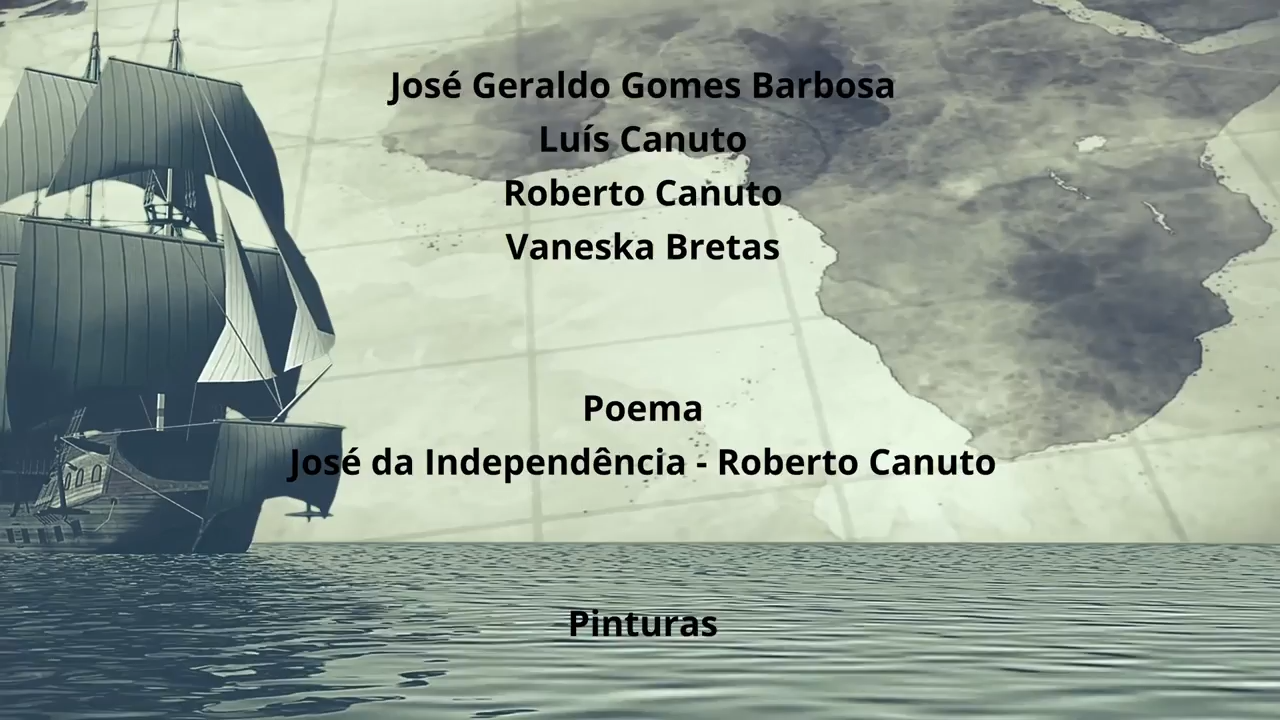 José Geraldo Gomes Barbosa
Luís Canuto
Roberto Canuto
Vaneska Bretas
Poema
José da Independência - Roberto Canuto
Pinturas